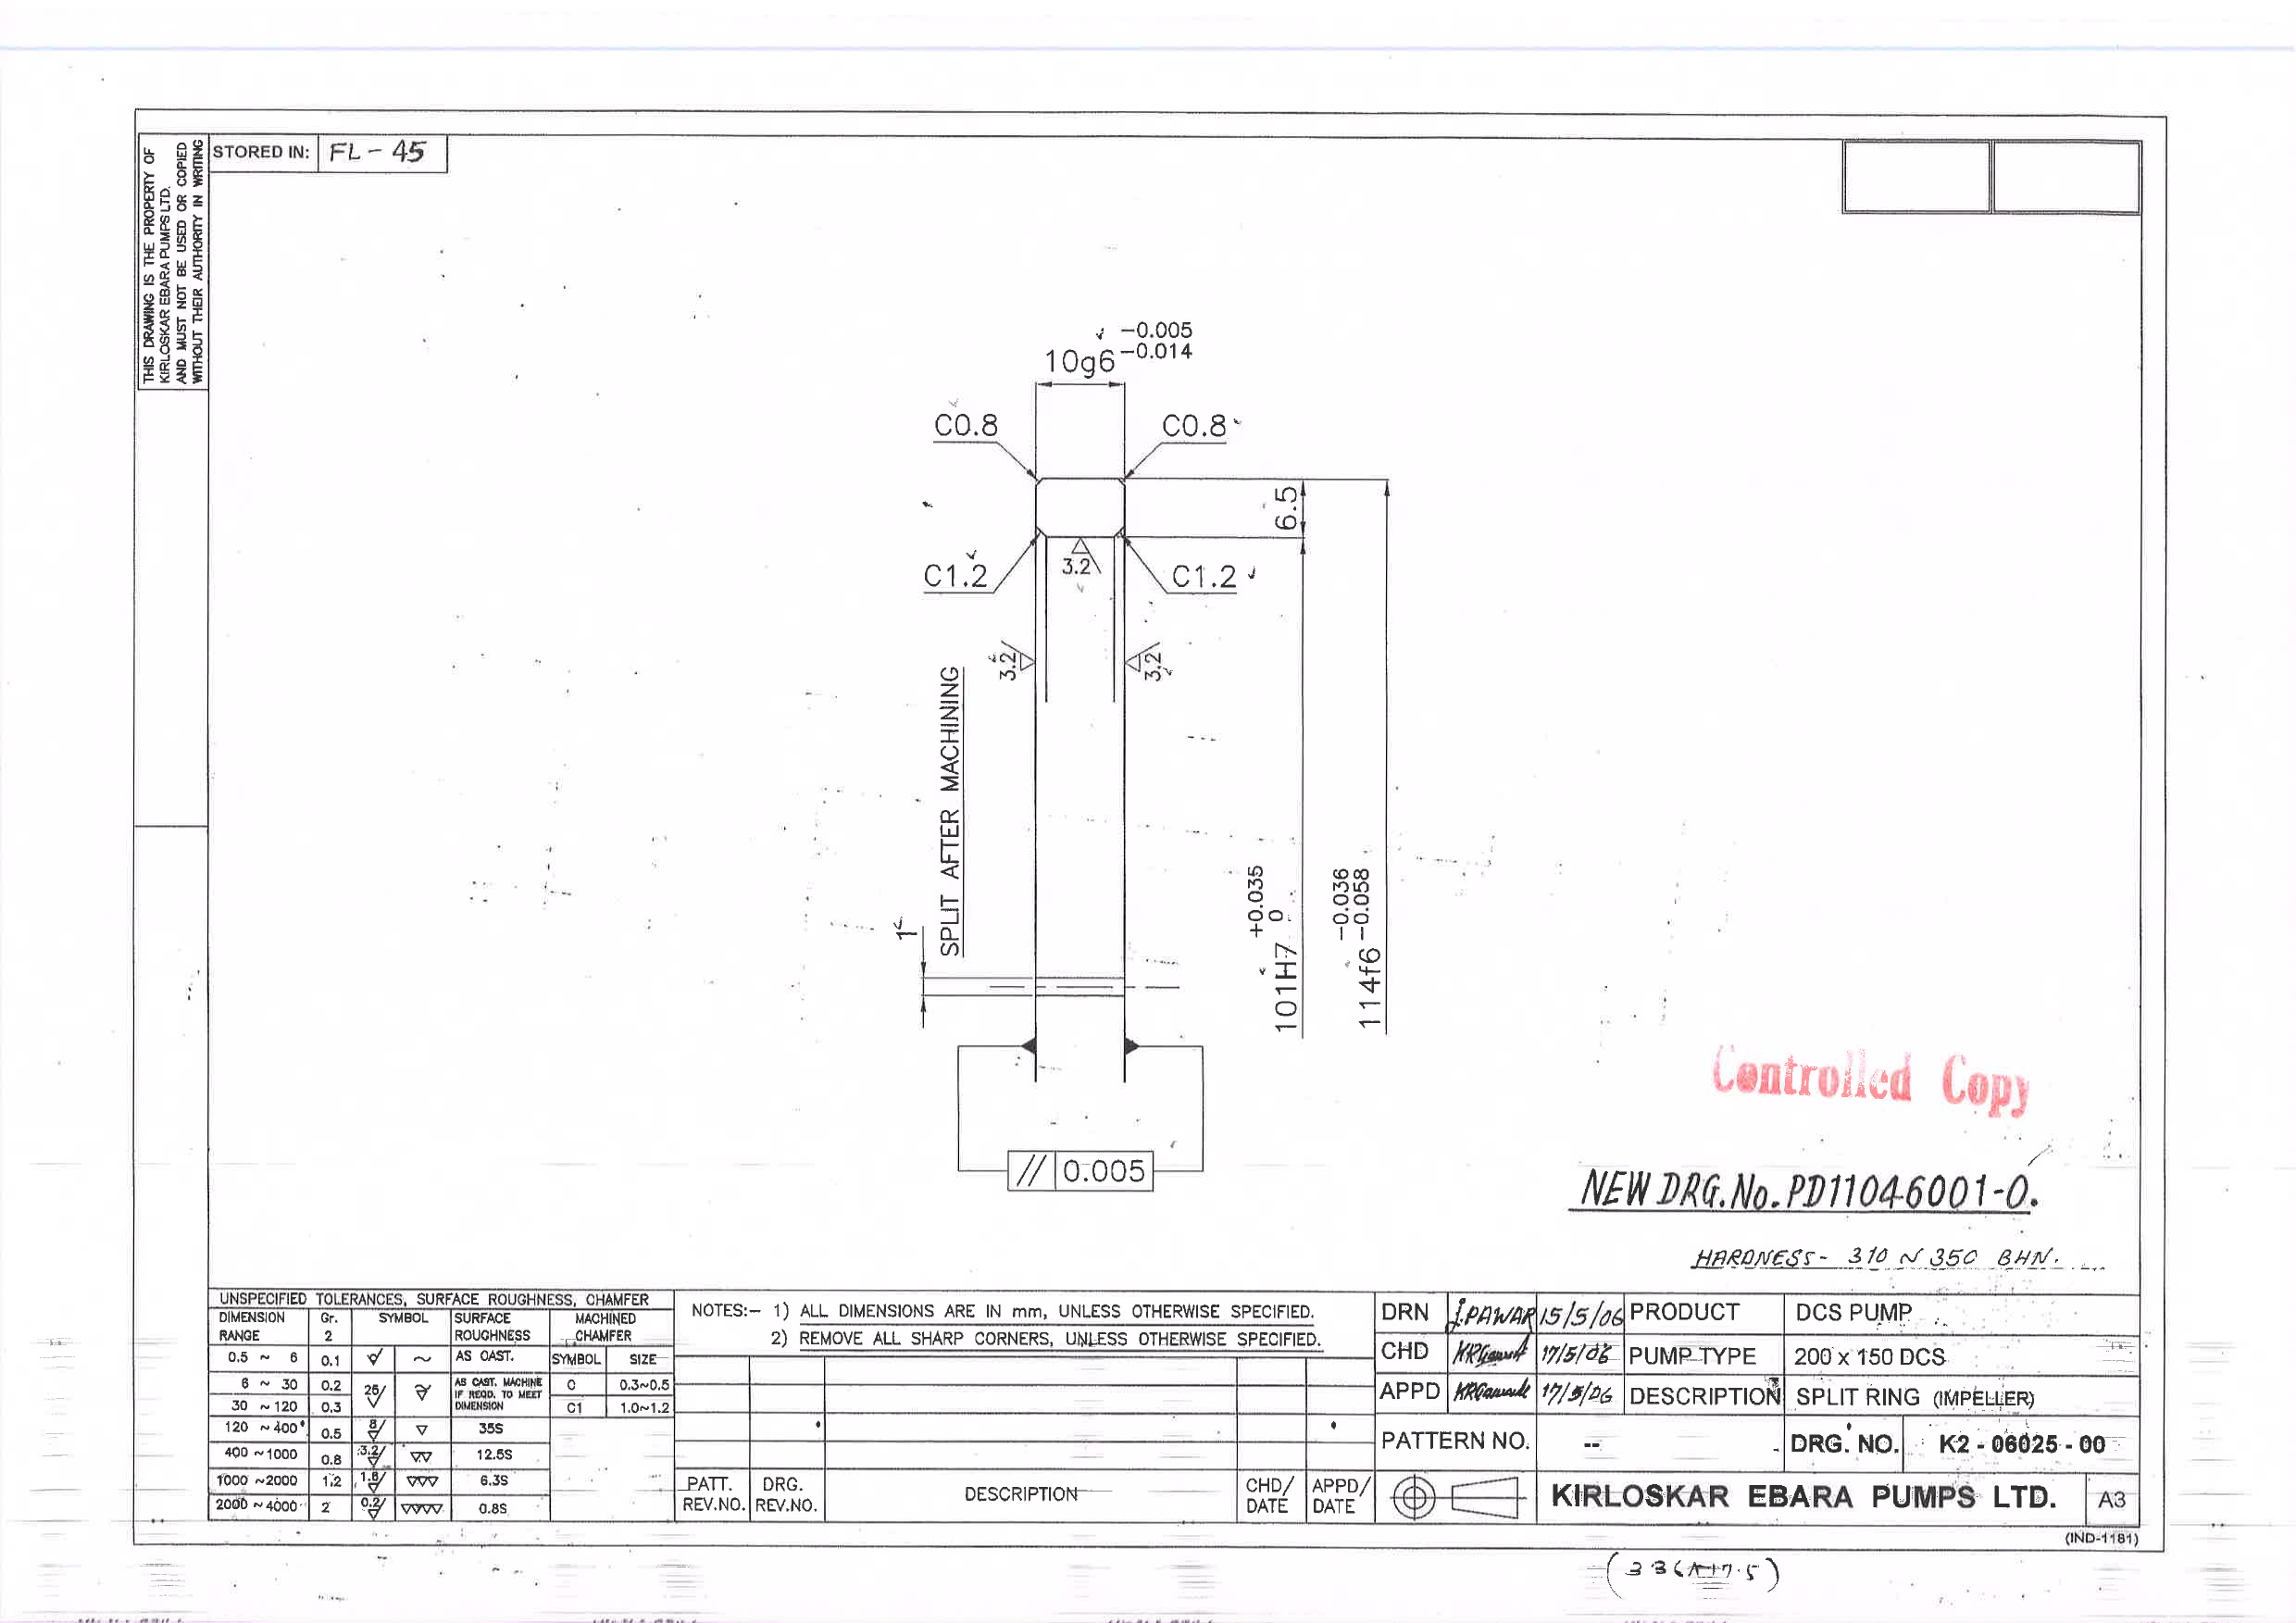 THIS DRAWING IS THE PROPERTY OF
KIRLOSKAR EBARA PUMPS LTD.
AND MUST NOT BE USED OR COPIED
WITHOUT THEIR AUTHORITY IN WRITING
STORED IN: FL - 45
-0.005
10g6 -0.014
C0.8 C0.8
6.5
C1.2 3.2 C1.2
3.2 3.2
SPLIT AFTER MACHINING
1
101H7 +0.035 0
114f6 -0.036 -0.058
// 0.005
Controlled Copy
NEW DRG. No. PD11046001-0.
HARDNESS - 310 ~ 350 BHN.
UNSPECIFIED TOLERANCES, SURFACE ROUGHNESS, CHAMFER
DIMENSION RANGE Gr. 2 SYMBOL SURFACE ROUGHNESS MACHINED CHAMFER
0.5 ~ 6 0.1 ~ AS CAST. SYMBOL SIZE
6 ~ 30 0.2 25 AS CAST. MACHINE IF REQD. TO MEET DIMENSION C 0.3~0.5
30 ~ 120 0.3 C1 1.0~1.2
120 ~ 400 0.5 8 ▽ 35S
400 ~ 1000 0.8 3.2 ▽▽ 12.5S
1000 ~ 2000 1.2 1.6 ▽▽▽ 6.3S
2000 ~ 4000 2 0.2 ▽▽▽▽ 0.8S
NOTES:- 1) ALL DIMENSIONS ARE IN mm, UNLESS OTHERWISE SPECIFIED.
2) REMOVE ALL SHARP CORNERS, UNLESS OTHERWISE SPECIFIED.
PATT. REV.NO. DRG. REV.NO. DESCRIPTION CHD/ DATE APPD/ DATE
DRN J.PAWAR 15/5/06 PRODUCT DCS PUMP
CHD 17/5/06 PUMP TYPE 200 x 150 DCS
APPD 17/5/06 DESCRIPTION SPLIT RING (IMPELLER)
PATTERN NO. -- DRG. NO. K2 - 06025 - 00
KIRLOSKAR EBARA PUMPS LTD. A3
(IND-1181)